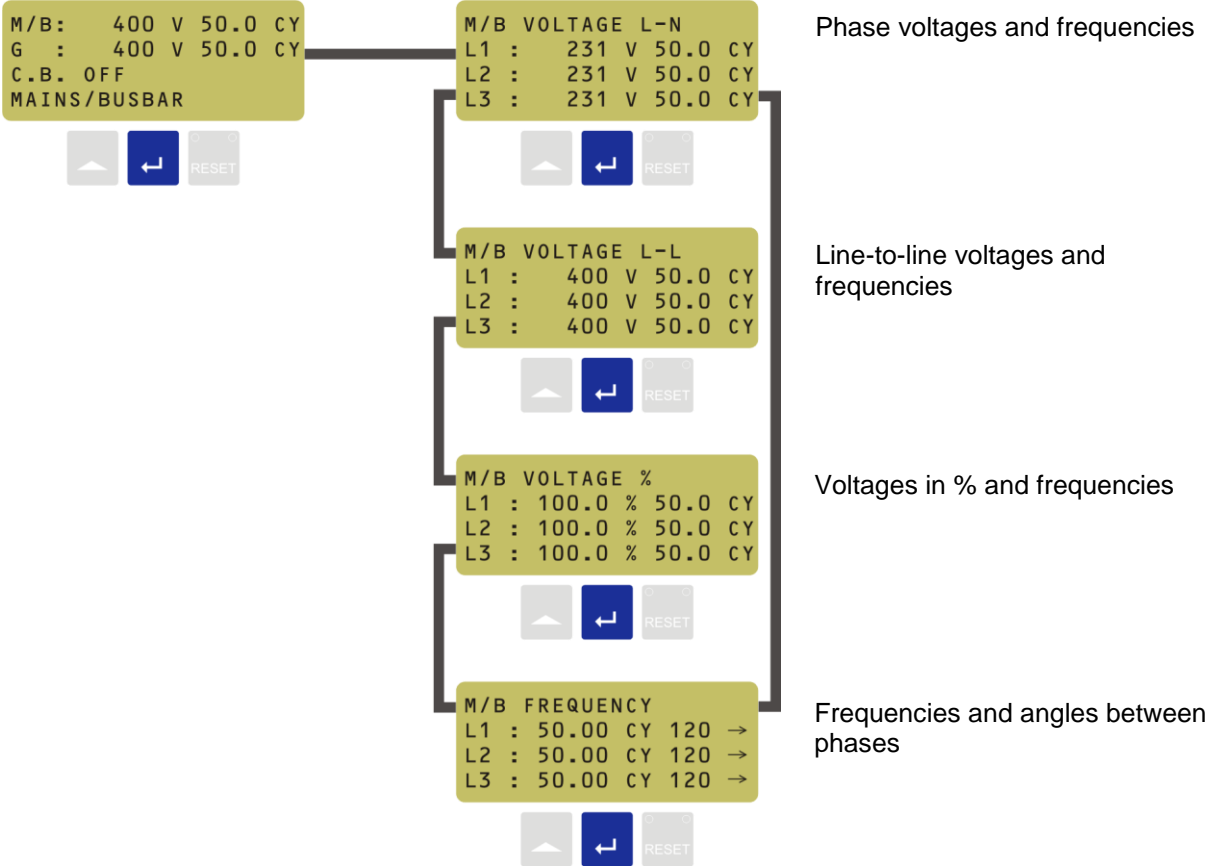 M/B: 400 V 50.0 CY
G : 400 V 50.0 CY
C.B. OFF
MAINS/BUSBAR
RESET
M/B VOLTAGE L-N
L1 : 231 V 50.0 CY
L2 : 231 V 50.0 CY
L3 : 231 V 50.0 CY
RESET
Phase voltages and frequencies
M/B VOLTAGE L-L
L1 : 400 V 50.0 CY
L2 : 400 V 50.0 CY
L3 : 400 V 50.0 CY
RESET
Line-to-line voltages and
frequencies
M/B VOLTAGE %
L1 : 100.0 % 50.0 CY
L2 : 100.0 % 50.0 CY
L3 : 100.0 % 50.0 CY
RESET
Voltages in % and frequencies
M/B FREQUENCY
L1 : 50.00 CY 120 →
L2 : 50.00 CY 120 →
L3 : 50.00 CY 120 →
RESET
Frequencies and angles between
phases